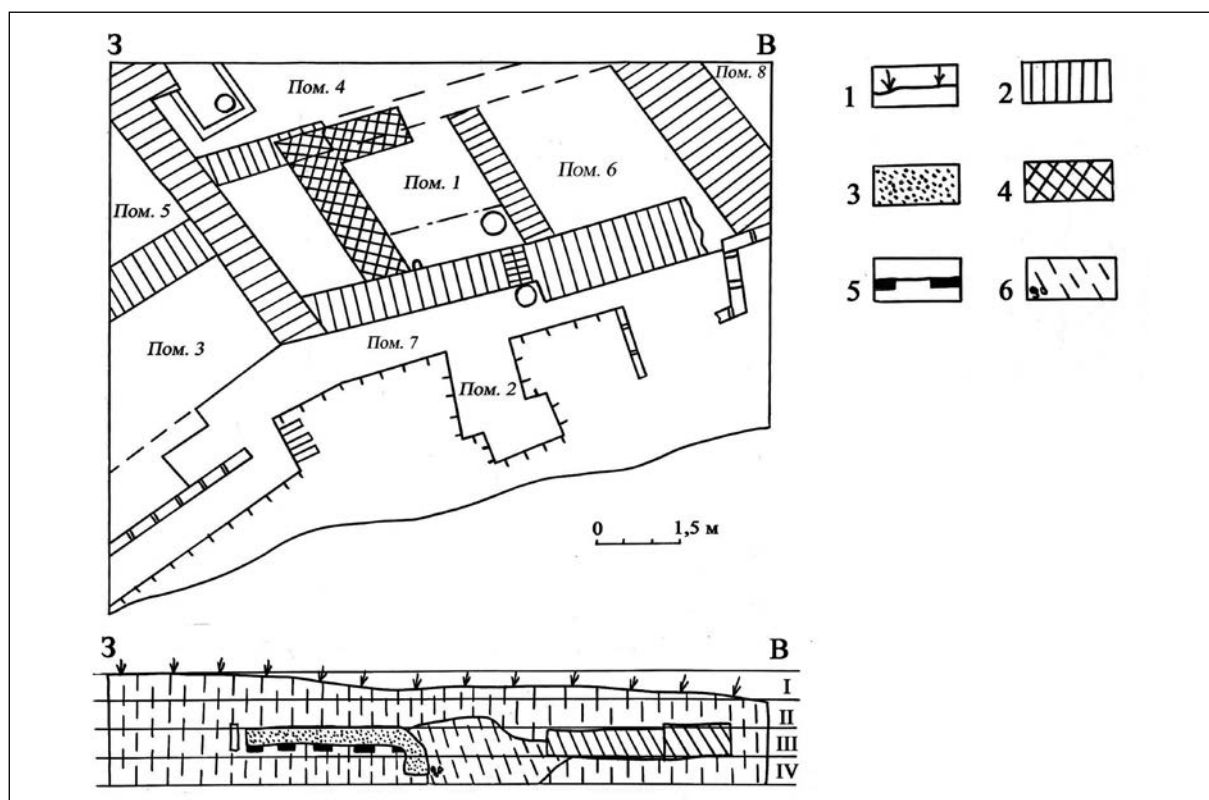 З В
Пом. 8
Пом. 4
Пом. 1
Пом. 6
Пом. 5
Пом. 3
Пом. 7
Пом. 2
0 1,5 м
1 2
3 4
5 6
З В
I
II
III
IV